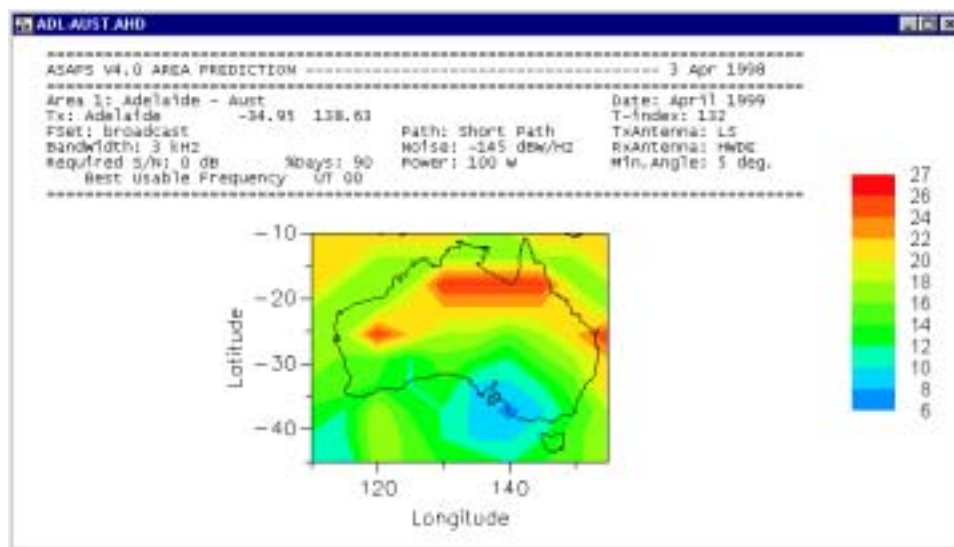 ADL-AUST.AHD
ASAPS V4.0 AREA PREDICTION ------------------------------------- 3 Apr 1998
Area 1: Adelaide - Aust Date: April 1999
Tx: Adelaide -34.95 138.63 T-index: 132
FSet: broadcast Path: Short Path TxAntenna: LS
Bandwidth: 3 kHz Noise: -145 dBW/Hz RxAntenna: HWDE
Required S/N: 0 dB %Days: 90 Power: 100 W Min.Angle: 5 deg.
Best Usable Frequency UT 00
27
26
24
22
20
18
16
14
12
10
8
6
-10
-20
-30
-40
Latitude
120 140
Longitude